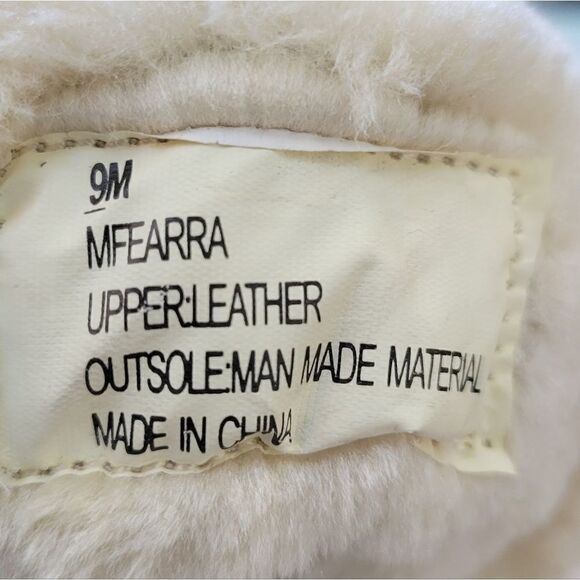 9M
MFEARRA
UPPER:LEATHER
OUTSOLE:MAN MADE MATERIAL
MADE IN CHINA